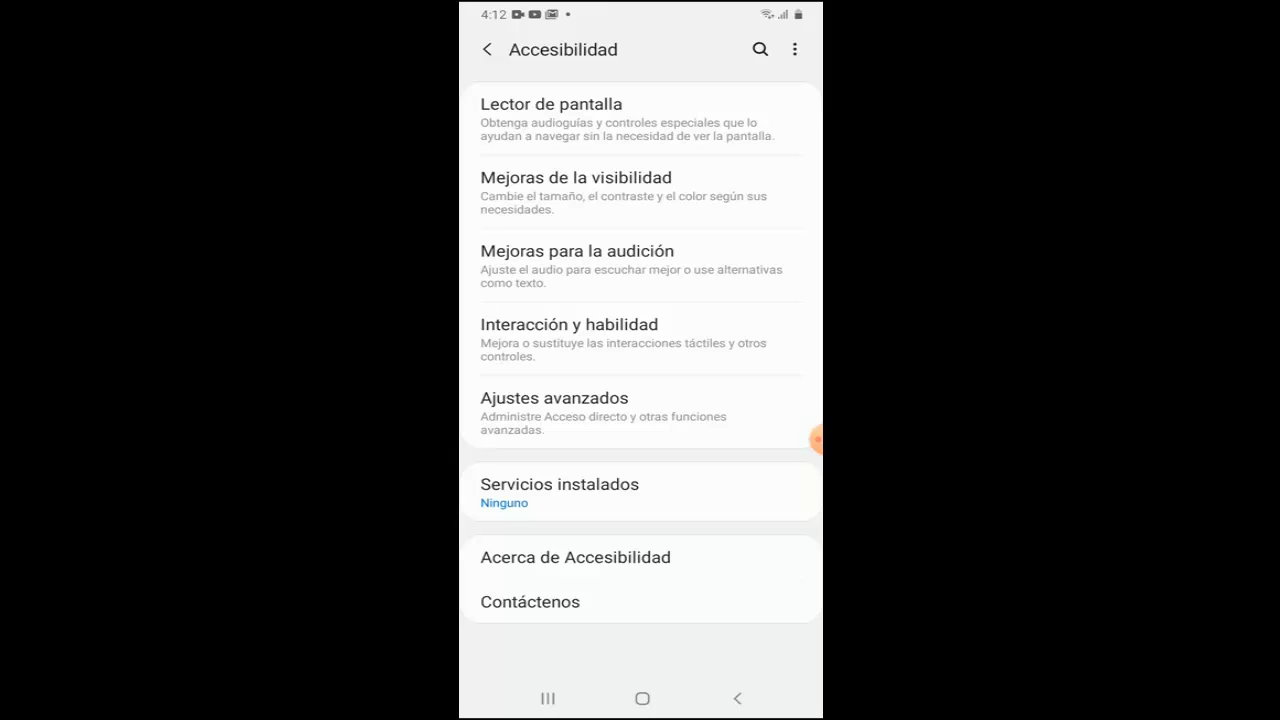 4:12
Accesibilidad
Lector de pantalla
Obtenga audioguías y controles especiales que lo
ayudan a navegar sin la necesidad de ver la pantalla.
Mejoras de la visibilidad
Cambie el tamaño, el contraste y el color según sus
necesidades.
Mejoras para la audición
Ajuste el audio para escuchar mejor o use alternativas
como texto.
Interacción y habilidad
Mejora o sustituye las interacciones táctiles y otros
controles.
Ajustes avanzados
Administre Acceso directo y otras funciones
avanzadas.
Servicios instalados
Ninguno
Acerca de Accesibilidad
Contáctenos